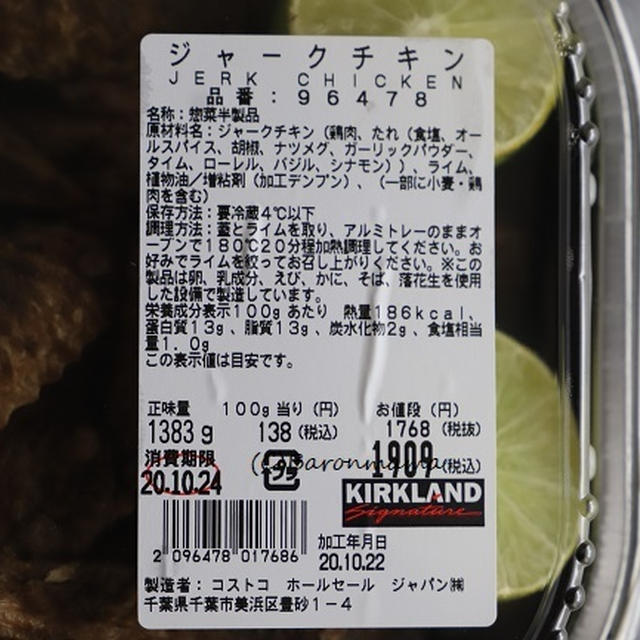 ジャークチキン
JERK CHICKEN
品番：96478
名称：惣菜半製品
原材料名：ジャークチキン（鶏肉、たれ（食塩、オー
ルスパイス、胡椒、ナツメグ、ガーリックパウダー、
タイム、ローレル、バジル、シナモン））、ライム、
植物油／増粘剤（加工デンプン）、（一部に小麦・鶏
肉を含む）
保存方法：要冷蔵4℃以下
調理方法：蓋とライムを取り、アルミトレーのままオ
ーブンで180℃20分程加熱調理してください。お
好みでライムを絞ってお召し上がりください。※この
製品は卵、乳成分、えび、かに、そば、落花生を使用
した設備で製造しています。
栄養成分表示100gあたり　熱量186kcal、
蛋白質13g、脂質13g、炭水化物2g、食塩相当
量1.0g
この表示値は目安です。
正味量　100g当り（円）　お値段（円）
1383g　138（税込）　1768（税抜）
消費期限　1909（税込）
(C)Baronmama
20.10.24　プラ
KIRKLAND
Signature
2 096478 017686
加工年月日
20.10.22
製造者：コストコ　ホールセール　ジャパン㈱
千葉県千葉市美浜区豊砂1－4